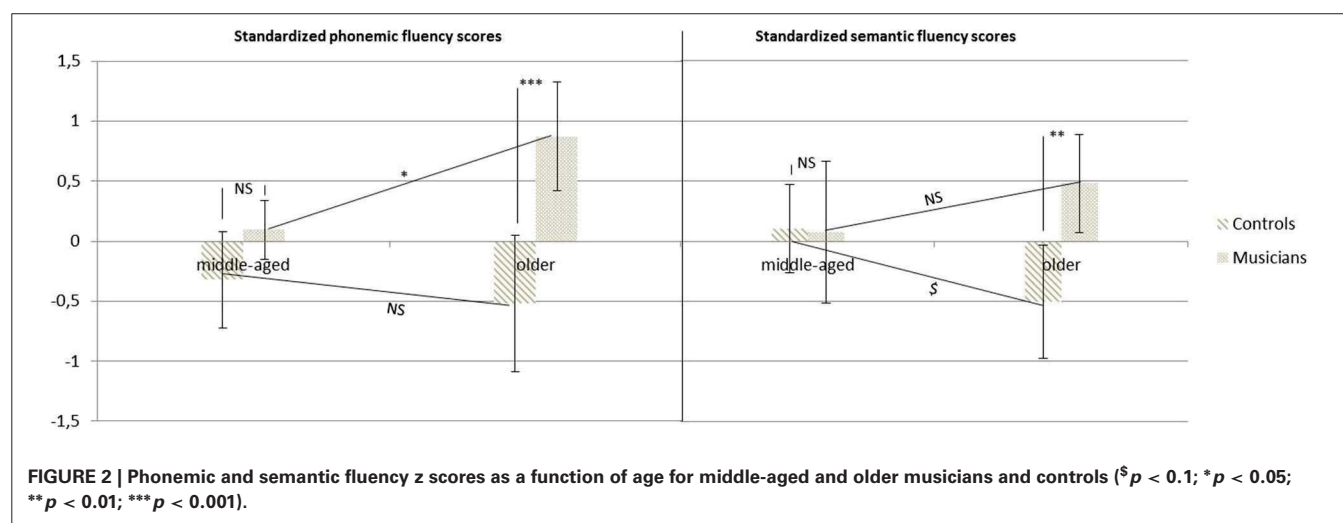 Standardized phonemic fluency scores
Standardized semantic fluency scores
1,5
1
0,5
0
-0,5
-1
-1,5
NS
*
***
NS
middle-aged
older
NS
NS
**
$
middle-aged
older
Controls
Musicians
FIGURE 2 | Phonemic and semantic fluency z scores as a function of age for middle-aged and older musicians and controls ($p < 0.1; *p < 0.05;
**p < 0.01; ***p < 0.001).